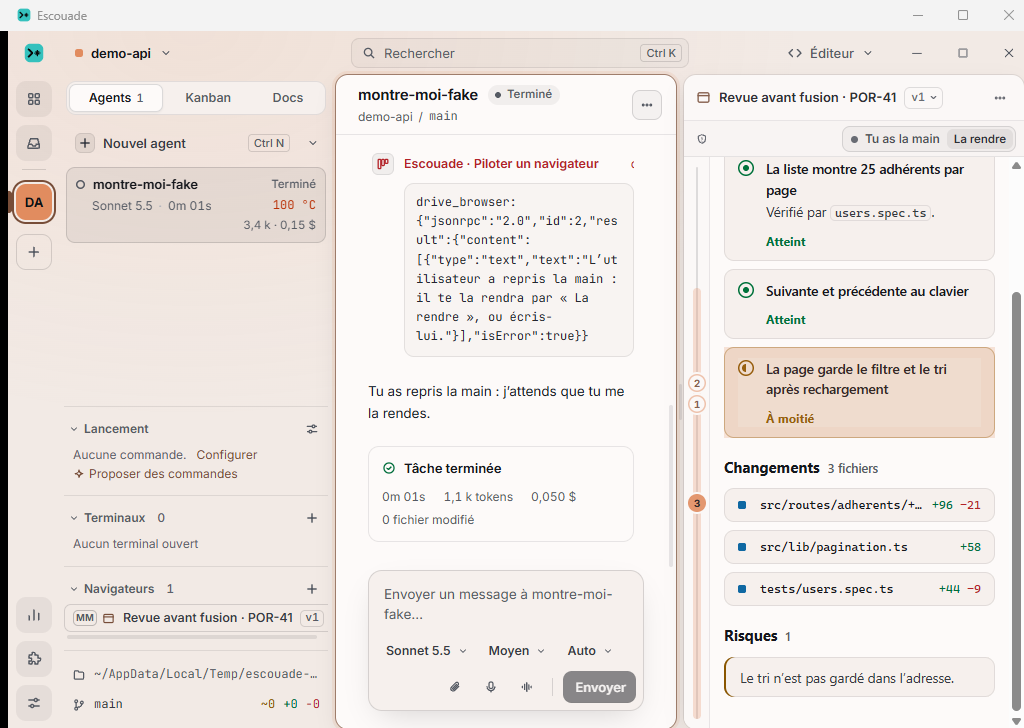 Escouade
demo-api
Rechercher
Ctrl K
Éditeur
Agents 1
Kanban
Docs
Nouvel agent
Ctrl N
montre-moi-fake
Terminé
Sonnet 5.5 · 0m 01s
100 °C
3,4 k · 0,15 $
DA
Lancement
Aucune commande. Configurer
Proposer des commandes
Terminaux 0
Aucun terminal ouvert
Navigateurs 1
MM
Revue avant fusion · POR-41
v1
~/AppData/Local/Temp/escouade-…
main
~0 +0 -0
montre-moi-fake
Terminé
demo-api / main
Escouade · Piloter un navigateur
drive_browser:
{"jsonrpc":"2.0","id":2,"res
ult":{"content":
[{"type":"text","text":"L’ut
ilisateur a repris la main :
il te la rendra par « La
rendre », ou écris-
lui."}],"isError":true}}
Tu as repris la main : j’attends que tu me
la rendes.
Tâche terminée
0m 01s
1,1 k tokens
0,050 $
0 fichier modifié
Envoyer un message à montre-moi-
fake...
Sonnet 5.5
Moyen
Auto
Envoyer
Revue avant fusion · POR-41
v1
Tu as la main
La rendre
La liste montre 25 adhérents par
page
Vérifié par users.spec.ts.
Atteint
Suivante et précédente au clavier
Atteint
La page garde le filtre et le tri
après rechargement
À moitié
2
1
3
Changements 3 fichiers
src/routes/adherents/+… +96 −21
src/lib/pagination.ts +58
tests/users.spec.ts +44 −9
Risques 1
Le tri n’est pas gardé dans l’adresse.